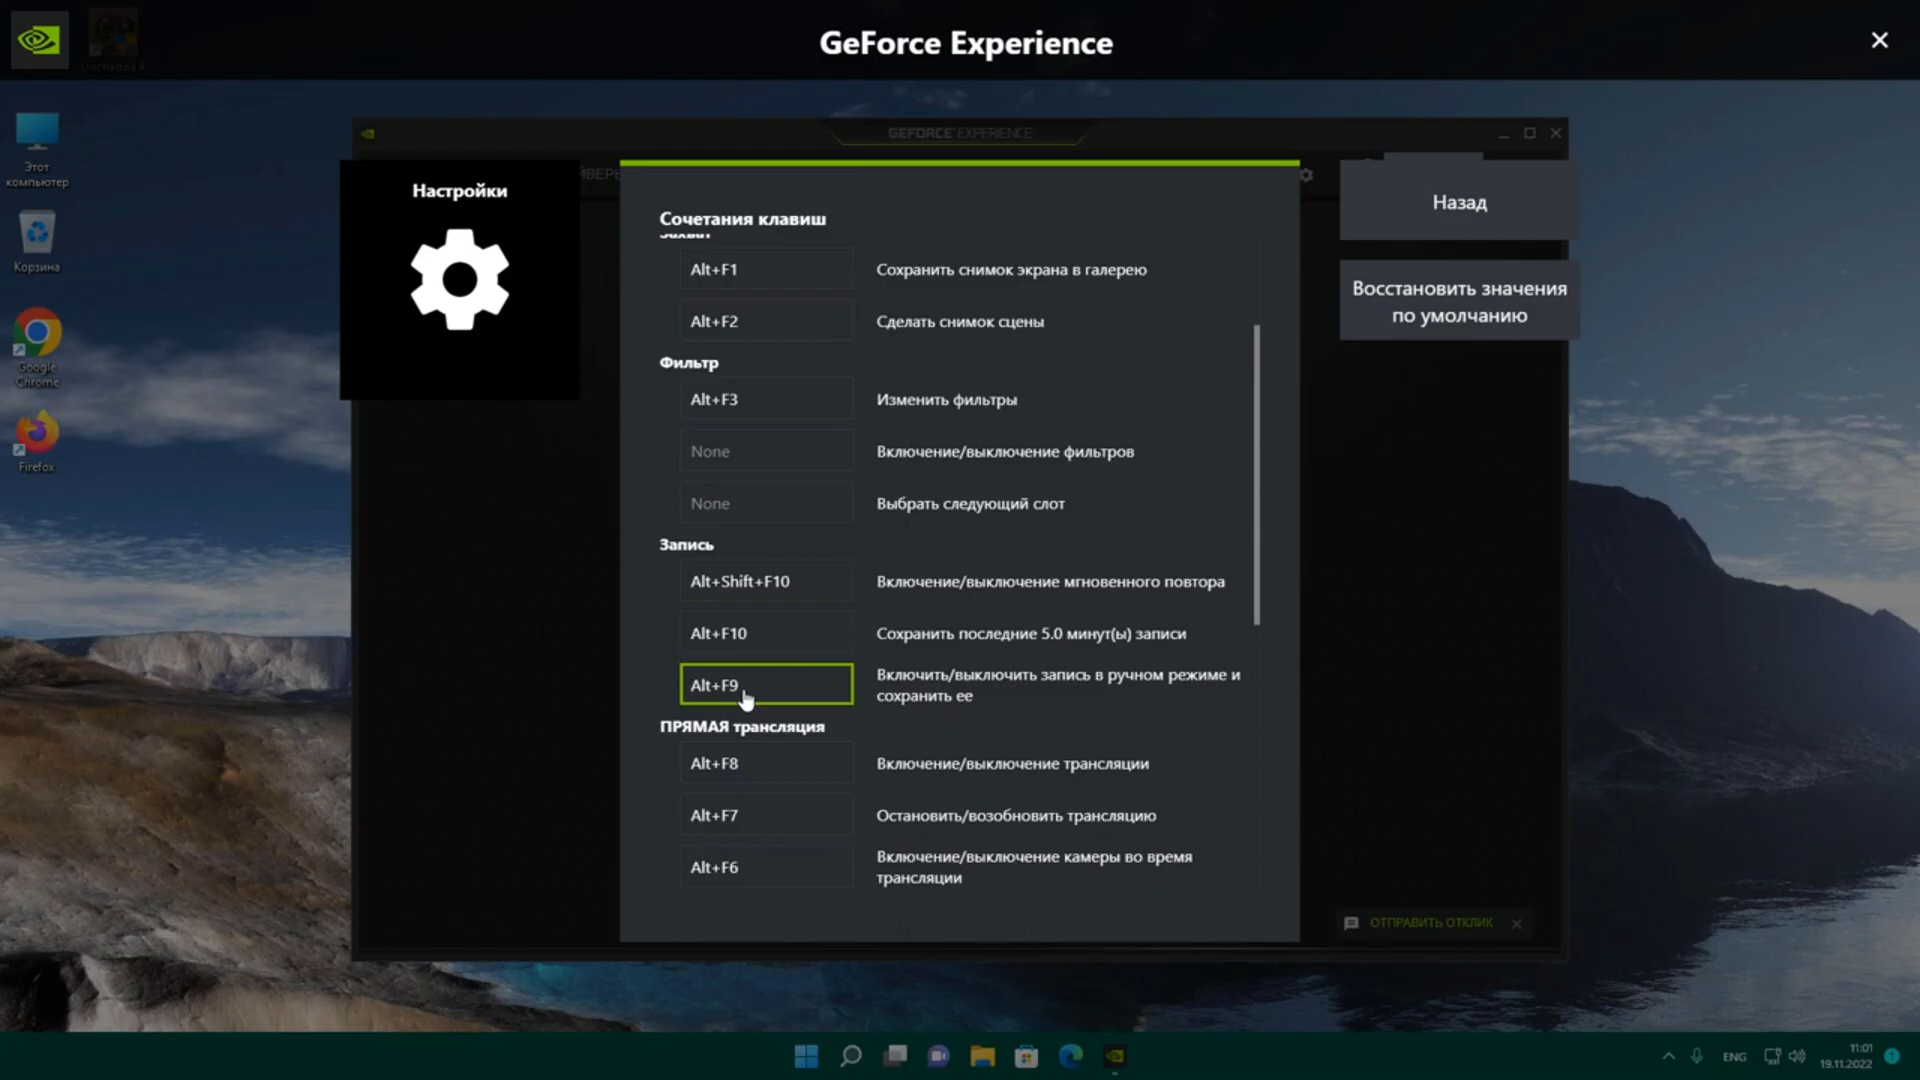 GeForce Experience
Uncharted 4
Этот
компьютер
Корзина
Google
Chrome
Firefox
GEFORCE EXPERIENCE
Настройки
Сочетания клавиш
Захват
Alt+F1 Сохранить снимок экрана в галерею
Alt+F2 Сделать снимок сцены
Фильтр
Alt+F3 Изменить фильтры
None Включение/выключение фильтров
None Выбрать следующий слот
Запись
Alt+Shift+F10 Включение/выключение мгновенного повтора
Alt+F10 Сохранить последние 5.0 минут(ы) записи
Alt+F9 Включить/выключить запись в ручном режиме и
сохранить ее
ПРЯМАЯ трансляция
Alt+F8 Включение/выключение трансляции
Alt+F7 Остановить/возобновить трансляцию
Alt+F6 Включение/выключение камеры во время
трансляции
Назад
Восстановить значения
по умолчанию
ОТПРАВИТЬ ОТКЛИК
ENG
11:01
19.11.2022
1